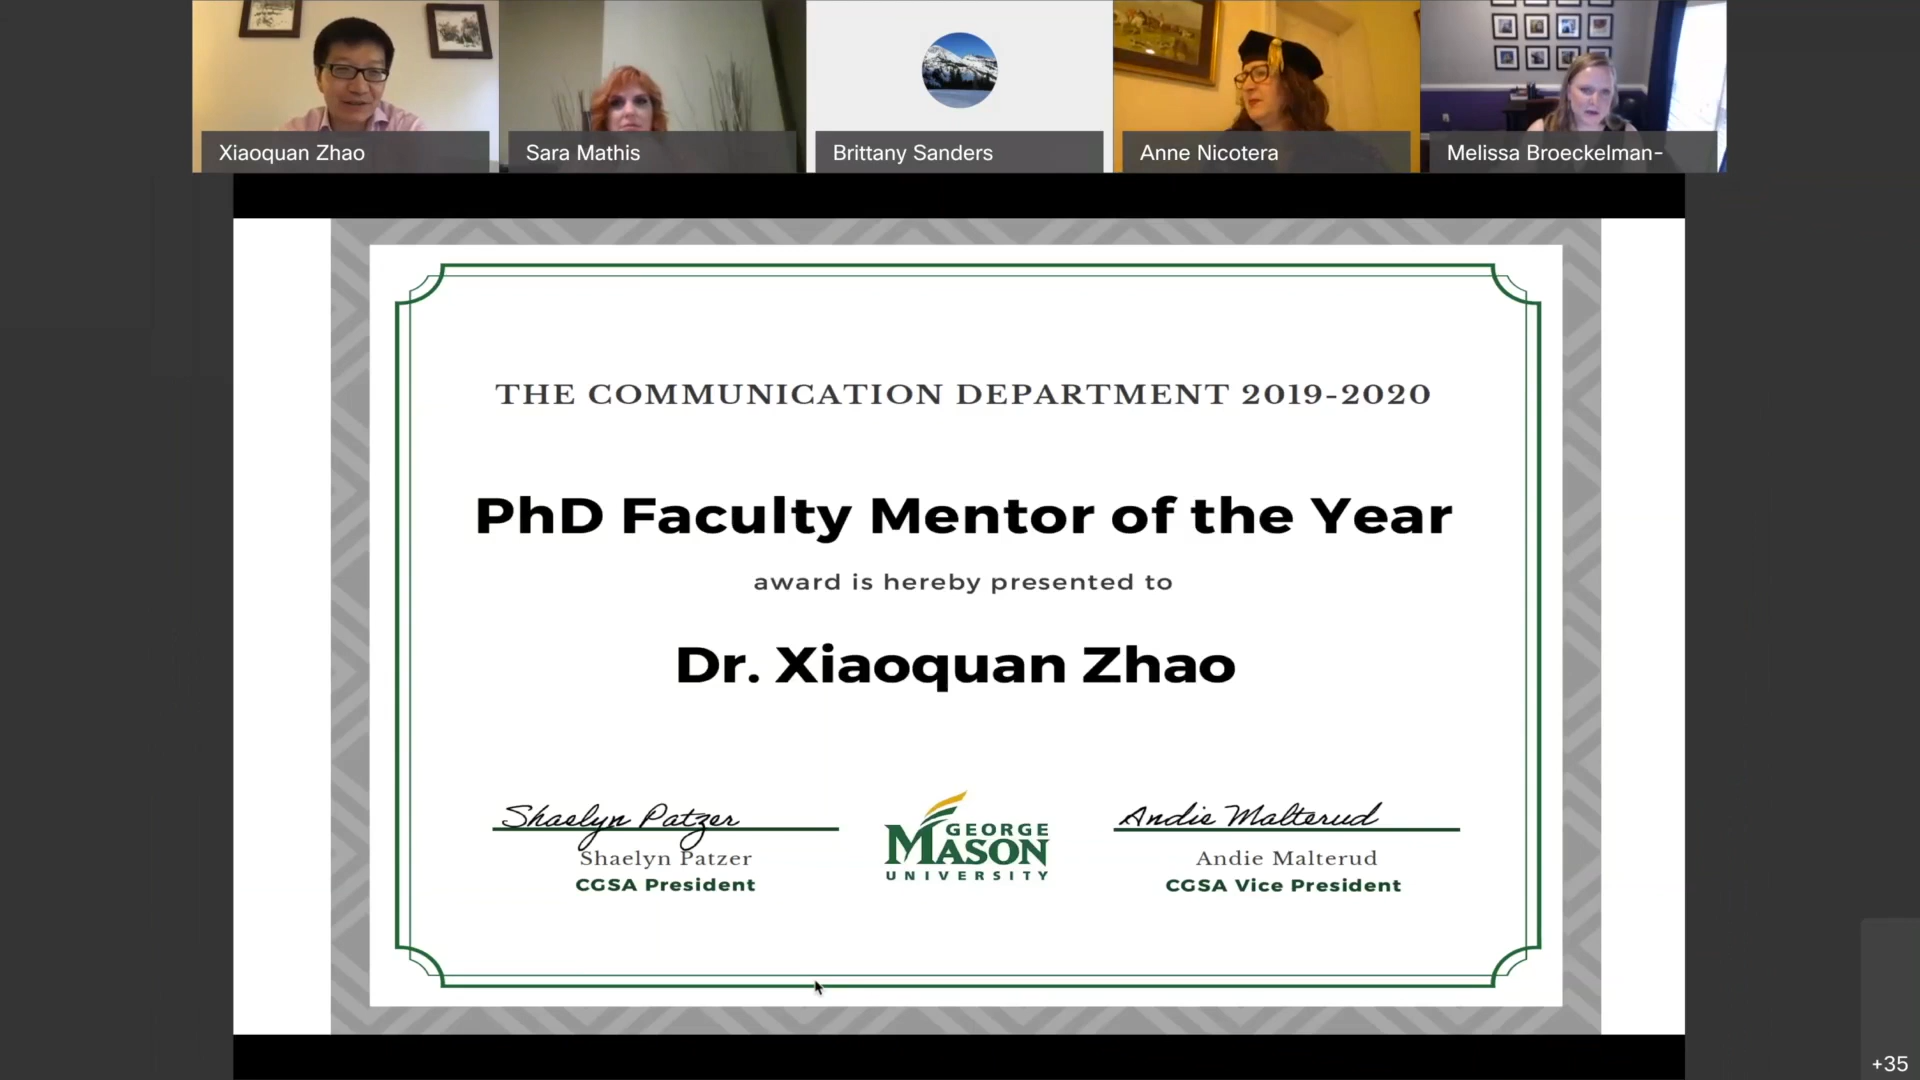 Xiaoquan Zhao
Sara Mathis
Brittany Sanders
Anne Nicotera
Melissa Broeckelman-
THE COMMUNICATION DEPARTMENT 2019-2020
PhD Faculty Mentor of the Year
award is hereby presented to
Dr. Xiaoquan Zhao
Shaelyn Patzer
Shaelyn Patzer
CGSA President
GEORGE
MASON
UNIVERSITY
Andie Malterud
Andie Malterud
CGSA Vice President
+35